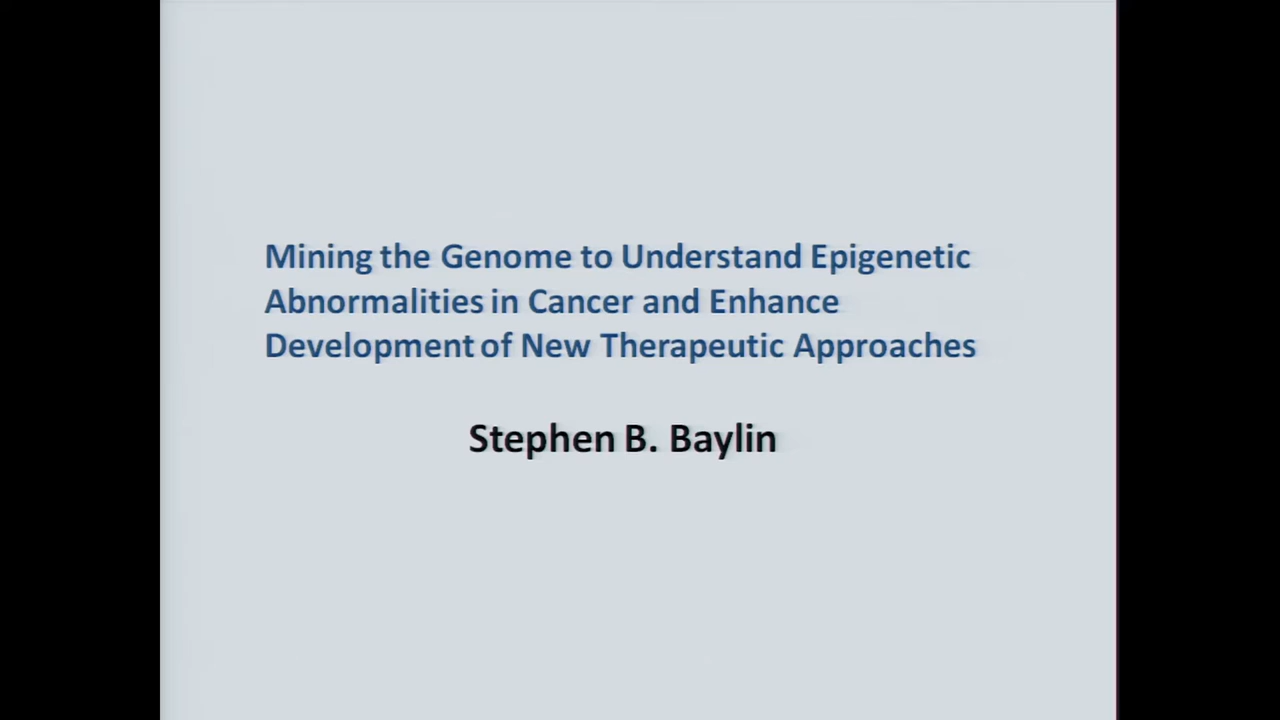 Mining the Genome to Understand Epigenetic
Abnormalities in Cancer and Enhance
Development of New Therapeutic Approaches
Stephen B. Baylin